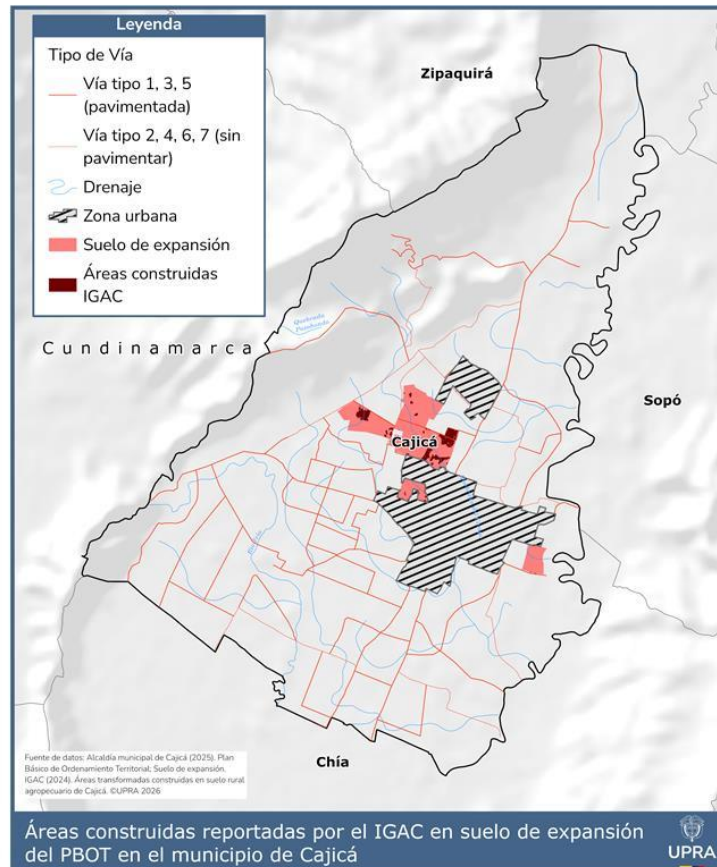 Leyenda
Tipo de Vía
Vía tipo 1, 3, 5
(pavimentada)
Vía tipo 2, 4, 6, 7 (sin
pavimentar)
Drenaje
Zona urbana
Suelo de expansión
Áreas construidas
IGAC
Zipaquirá
Quebrada
Cundinamarca
Sopó
Cajicá
Chía
Fuente de datos: Alcaldía municipal de Cajicá (2025). Plan
Básico de Ordenamiento Territorial; Suelo de expansión.
IGAC (2024). Áreas transformadas construidas en suelo rural
agropecuario de Cajicá. ©UPRA 2026
Áreas construidas reportadas por el IGAC en suelo de expansión
del PBOT en el municipio de Cajicá
UPRA